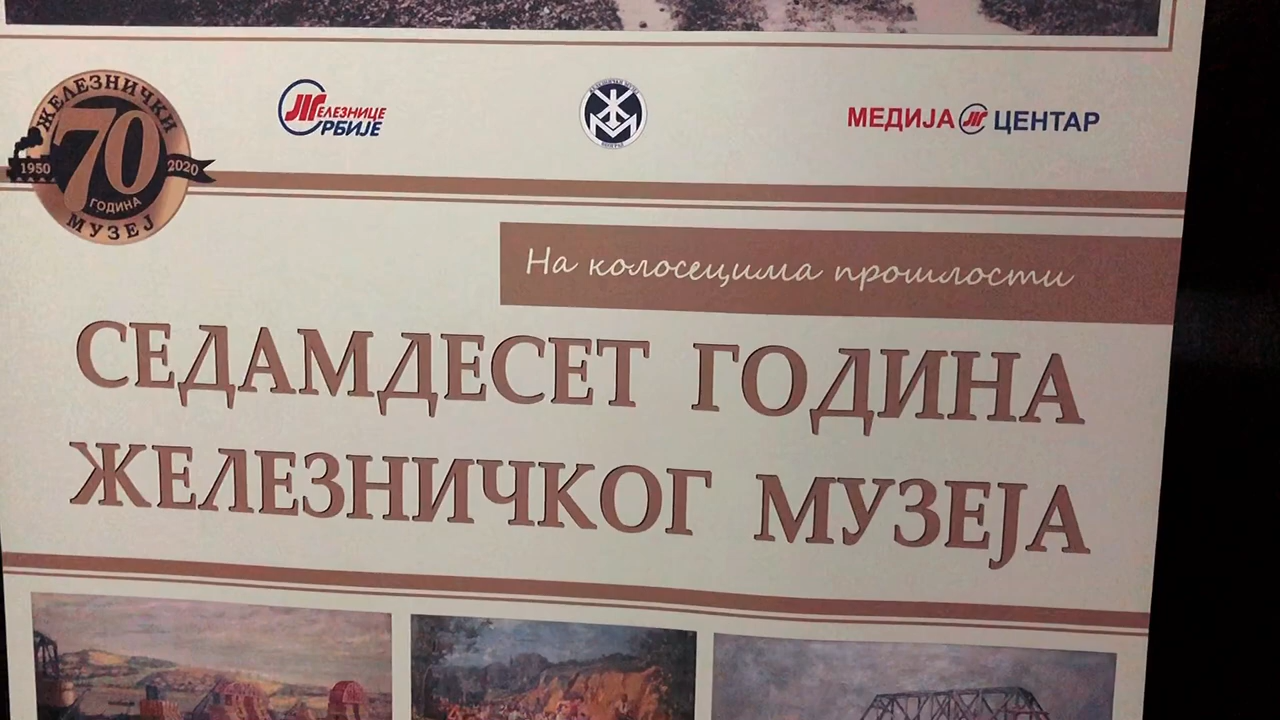 ЖЕЛЕЗНИЧКИ
70
1950
2020
ГОДИНА
МУЗЕЈ
ЖЕЛЕЗНИЦЕ
СРБИЈЕ
МЕДИЈА ЦЕНТАР
На колосецима прошлости
СЕДАМДЕСЕТ ГОДИНА
ЖЕЛЕЗНИЧКОГ МУЗЕЈА